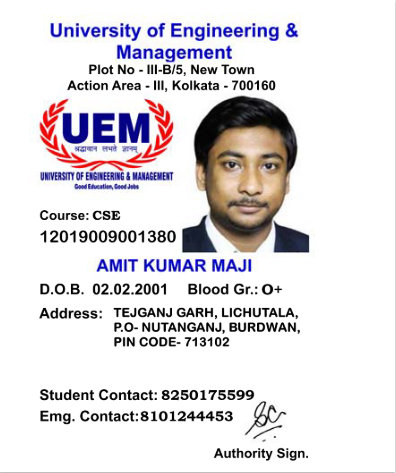 University of Engineering &
Management
Plot No - III-B/5, New Town
Action Area - III, Kolkata - 700160
UEM
श्रद्धावान लभते ज्ञानम्
UNIVERSITY OF ENGINEERING & MANAGEMENT
Good Education, Good Jobs
Course: CSE
12019009001380
AMIT KUMAR MAJI
D.O.B. 02.02.2001 Blood Gr.: O+
Address: TEJGANJ GARH, LICHUTALA,
P.O- NUTANGANJ, BURDWAN,
PIN CODE- 713102
Student Contact: 8250175599
Emg. Contact:8101244453
Authority Sign.